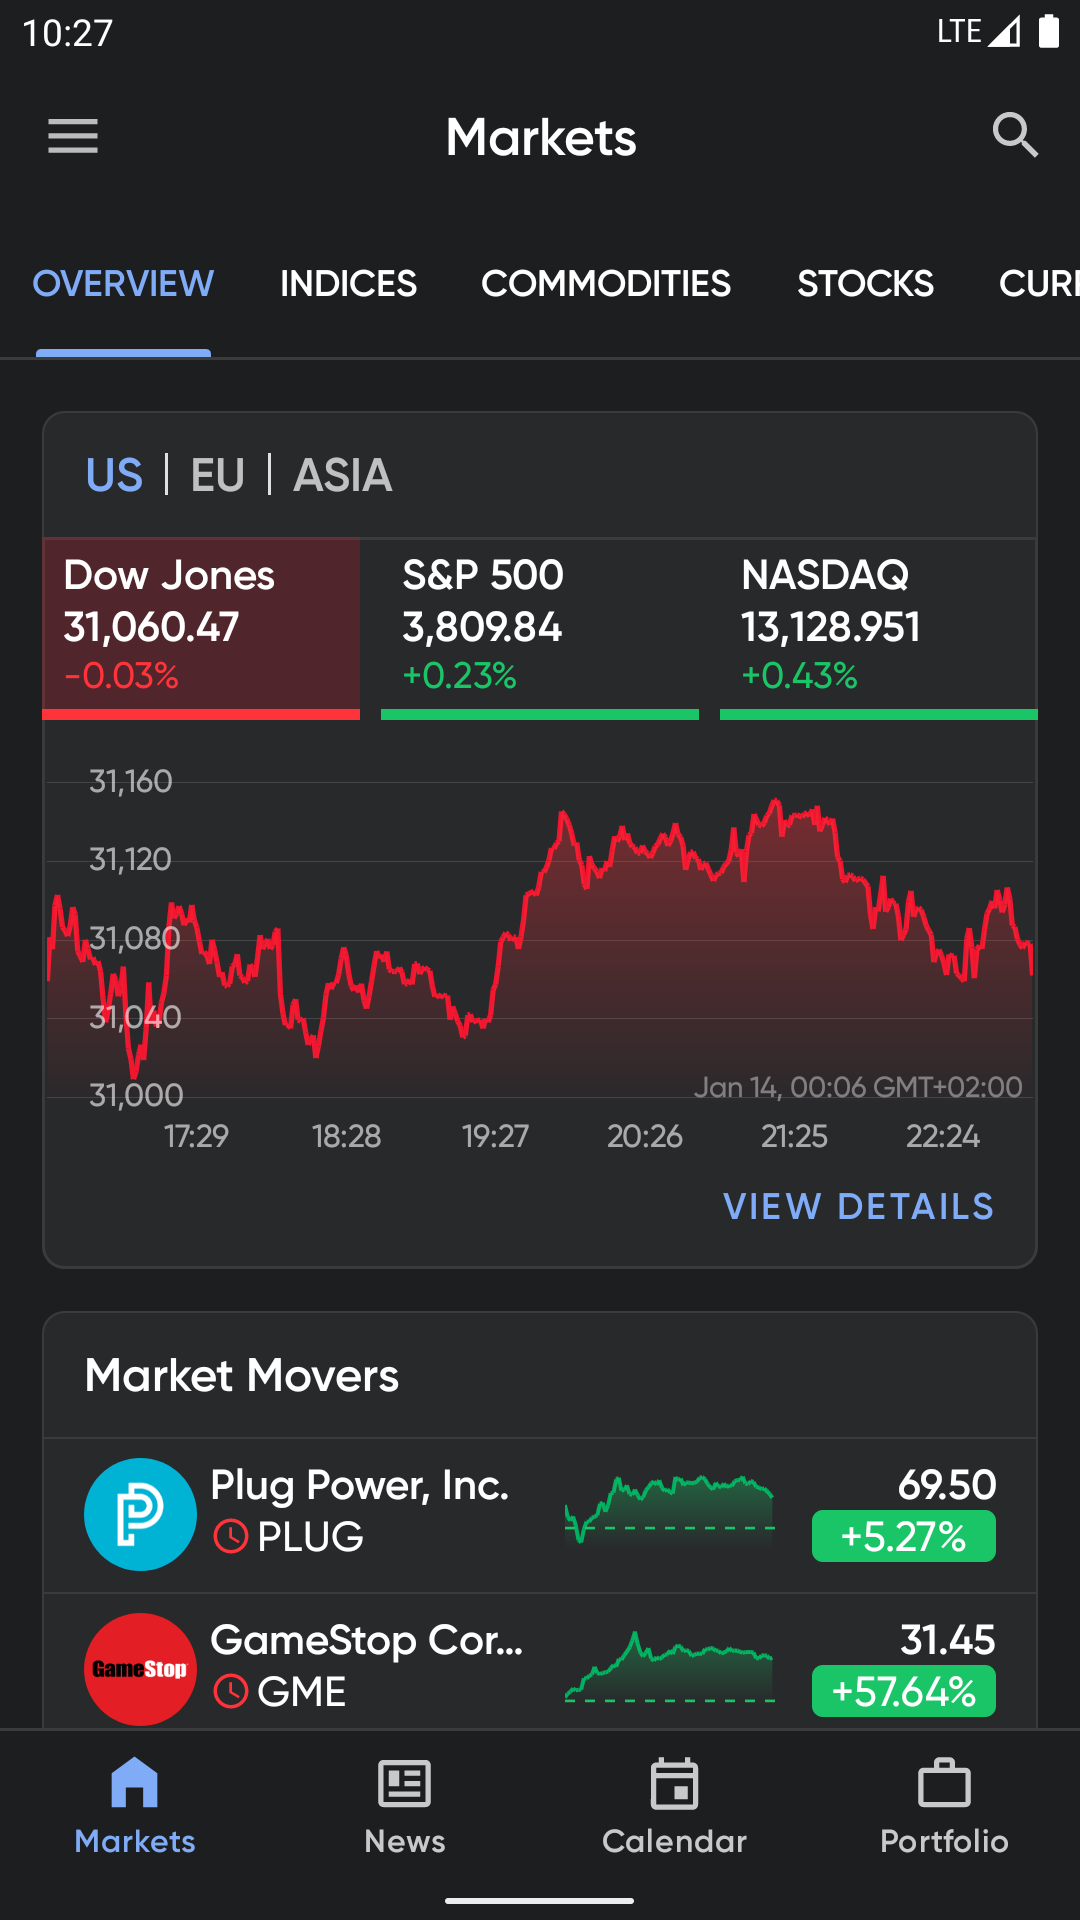 10:27
LTE
Markets
OVERVIEW INDICES COMMODITIES STOCKS CURR
US | EU | ASIA
Dow Jones S&P 500 NASDAQ
31,060.47 3,809.84 13,128.951
-0.03% +0.23% +0.43%
31,160
31,120
31,080
31,040
31,000
Jan 14, 00:06 GMT+02:00
17:29 18:28 19:27 20:26 21:25 22:24
VIEW DETAILS
Market Movers
Plug Power, Inc. 69.50
PLUG +5.27%
GameStop Cor... 31.45
GameStop
GME +57.64%
Markets News Calendar Portfolio